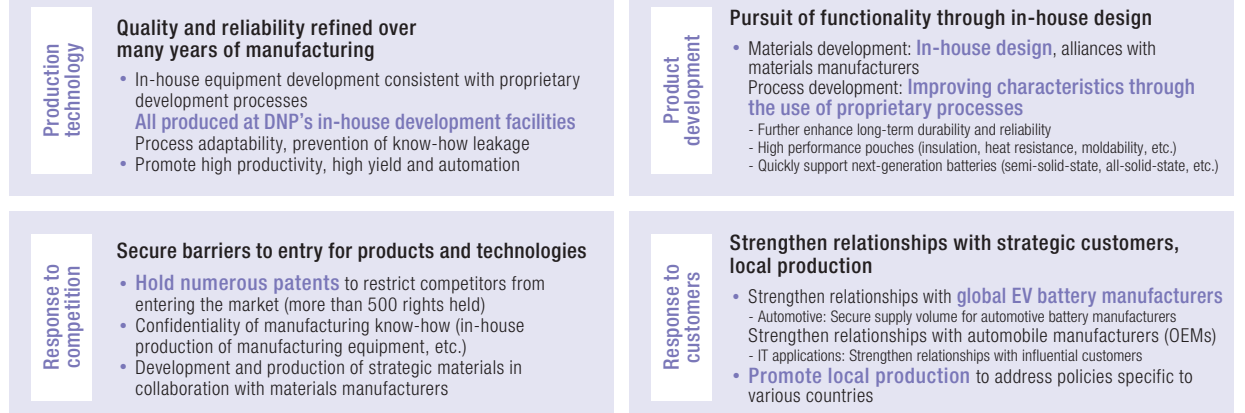 Production
technology
Quality and reliability refined over
many years of manufacturing
• In-house equipment development consistent with proprietary
development processes
All produced at DNP's in-house development facilities
Process adaptability, prevention of know-how leakage
• Promote high productivity, high yield and automation
Product
development
Pursuit of functionality through in-house design
• Materials development: In-house design, alliances with
materials manufacturers
Process development: Improving characteristics through
the use of proprietary processes
- Further enhance long-term durability and reliability
- High performance pouches (insulation, heat resistance, moldability, etc.)
- Quickly support next-generation batteries (semi-solid-state, all-solid-state, etc.)
Response to
competition
Secure barriers to entry for products and technologies
• Hold numerous patents to restrict competitors from
entering the market (more than 500 rights held)
• Confidentiality of manufacturing know-how (in-house
production of manufacturing equipment, etc.)
• Development and production of strategic materials in
collaboration with materials manufacturers
Response to
customers
Strengthen relationships with strategic customers,
local production
• Strengthen relationships with global EV battery manufacturers
- Automotive: Secure supply volume for automotive battery manufacturers
Strengthen relationships with automobile manufacturers (OEMs)
- IT applications: Strengthen relationships with influential customers
• Promote local production to address policies specific to
various countries